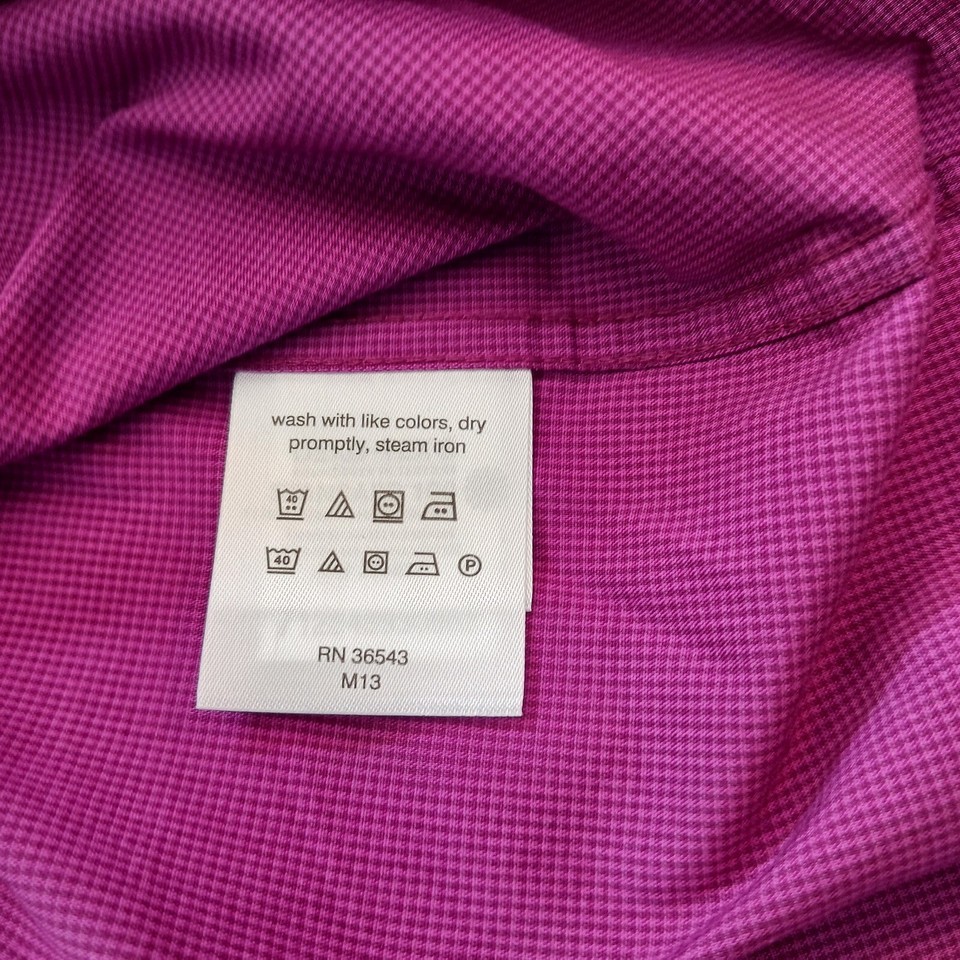 wash with like colors, dry
promptly, steam iron
40
40 P
RN 36543
M13